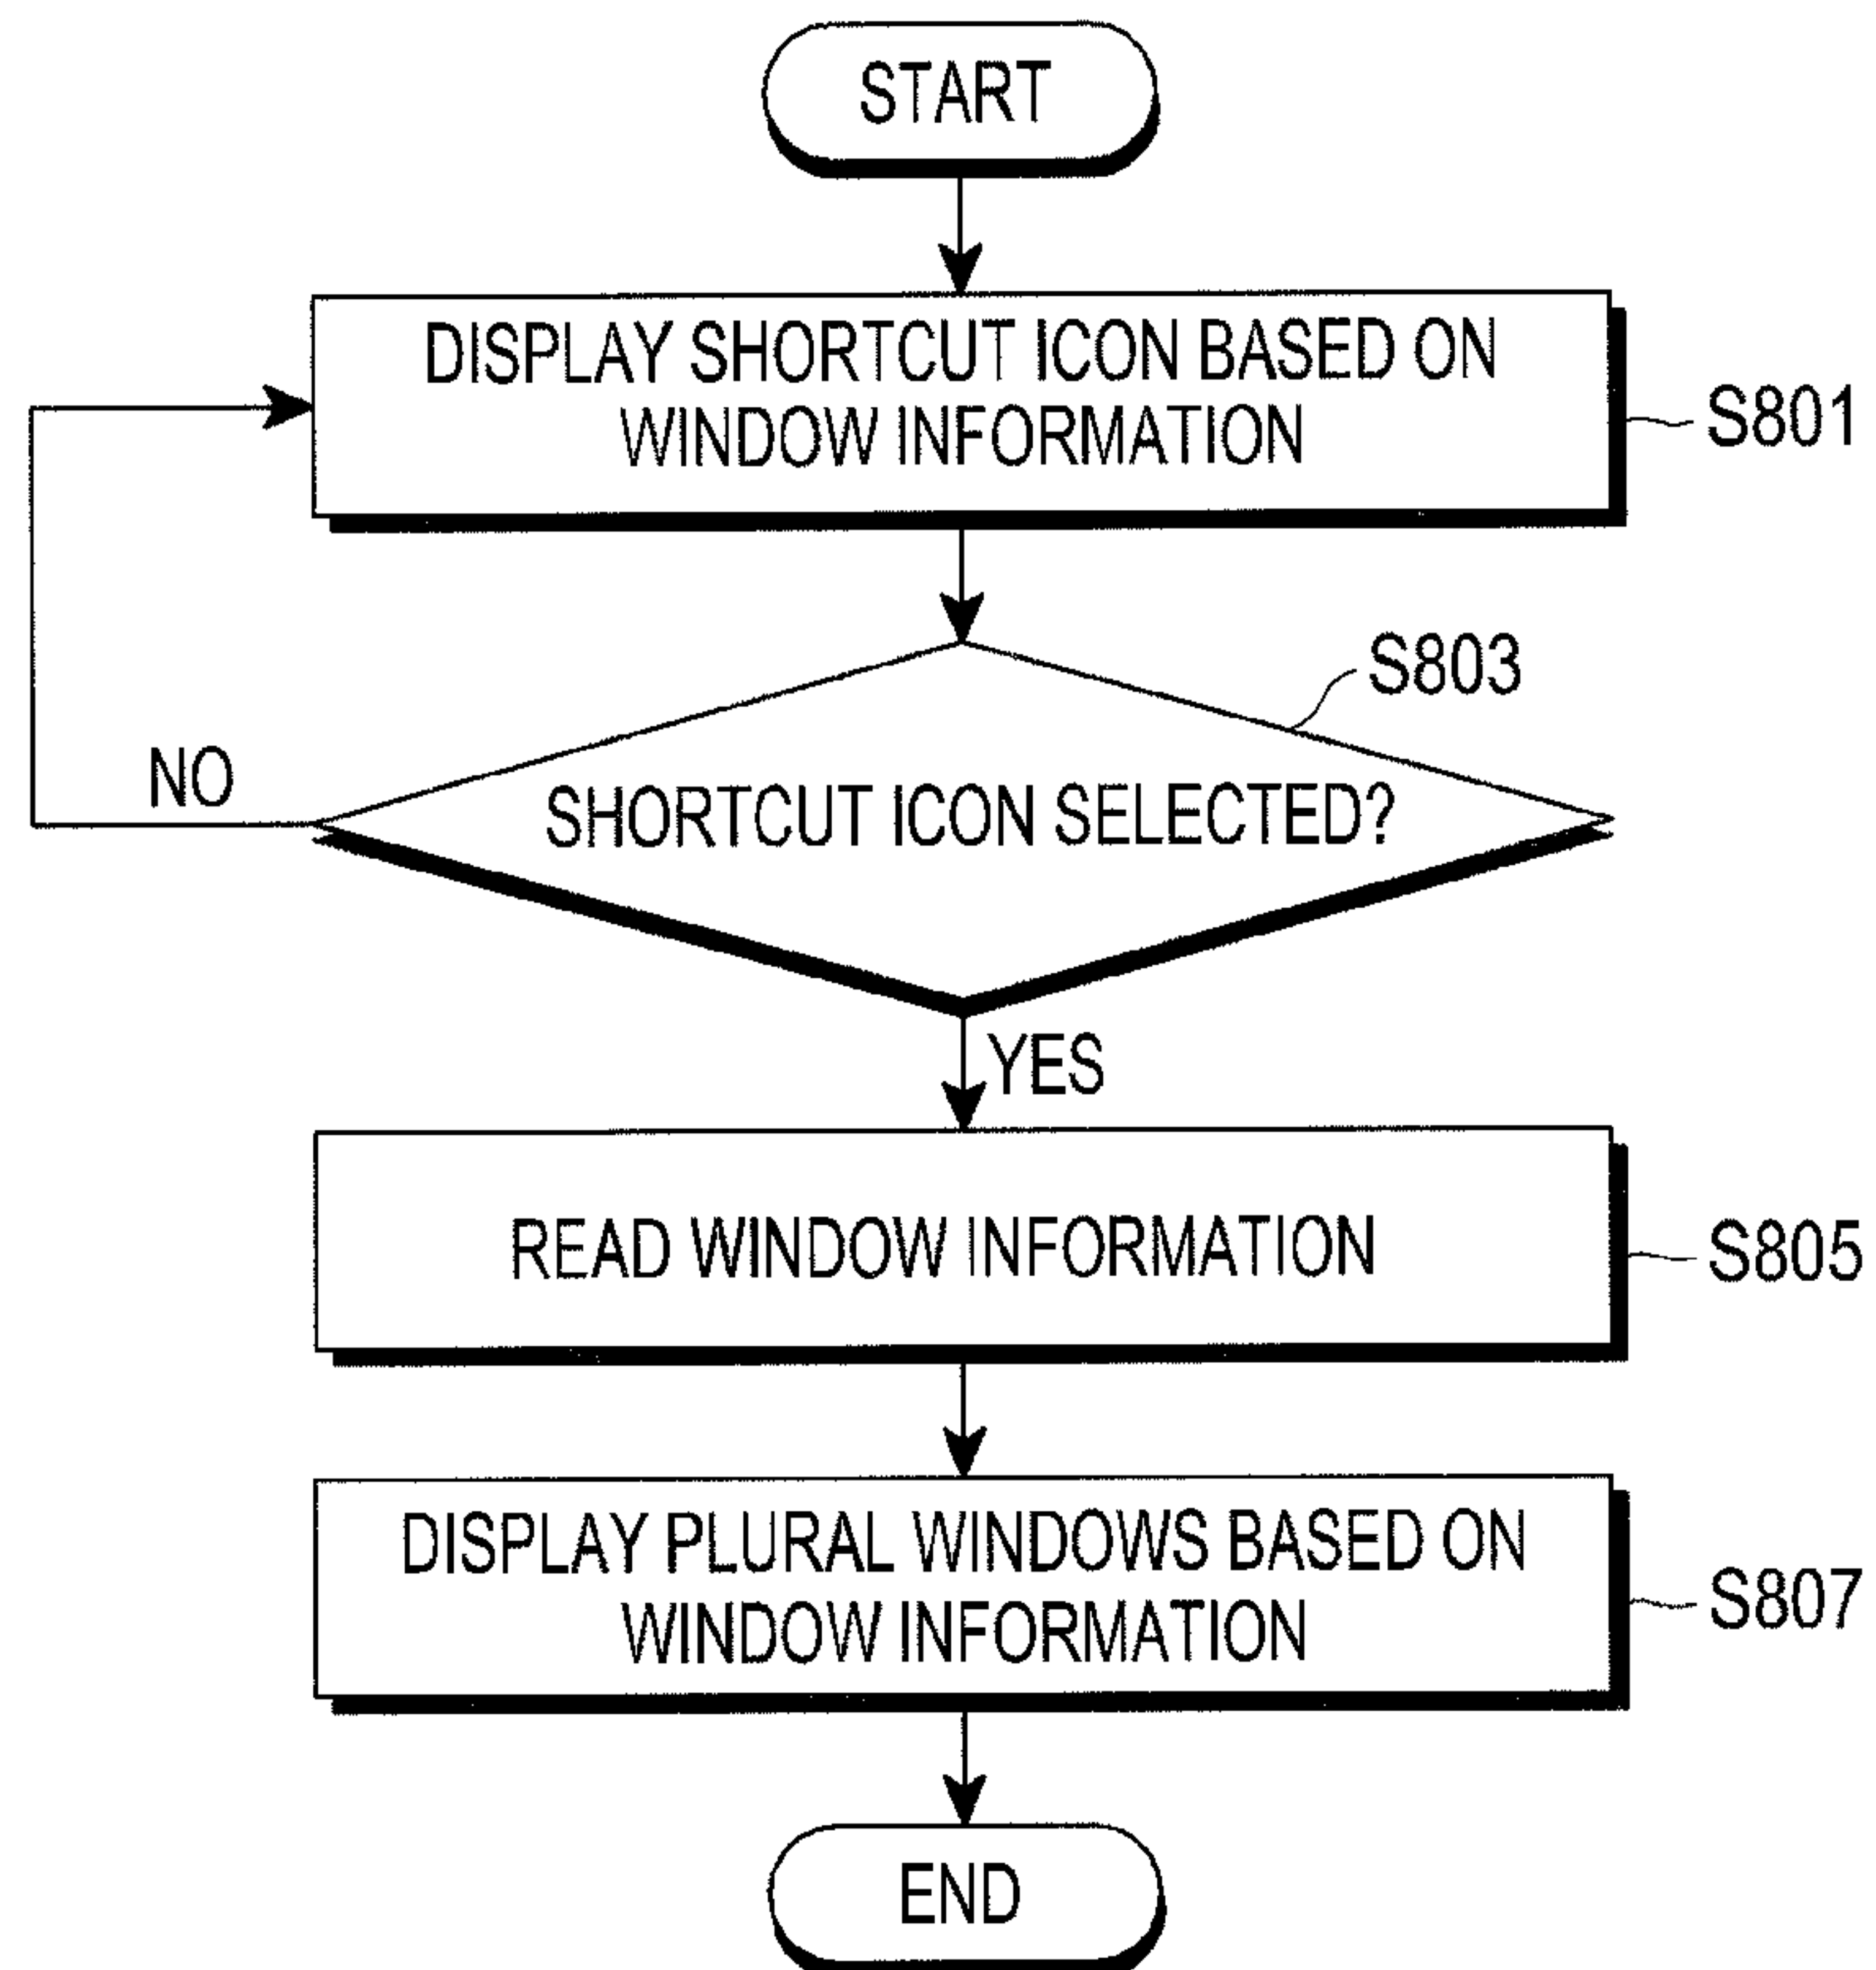 START
DISPLAY SHORTCUT ICON BASED ON
WINDOW INFORMATION
S801
S803
NO
SHORTCUT ICON SELECTED?
YES
READ WINDOW INFORMATION
S805
DISPLAY PLURAL WINDOWS BASED ON
WINDOW INFORMATION
S807
END